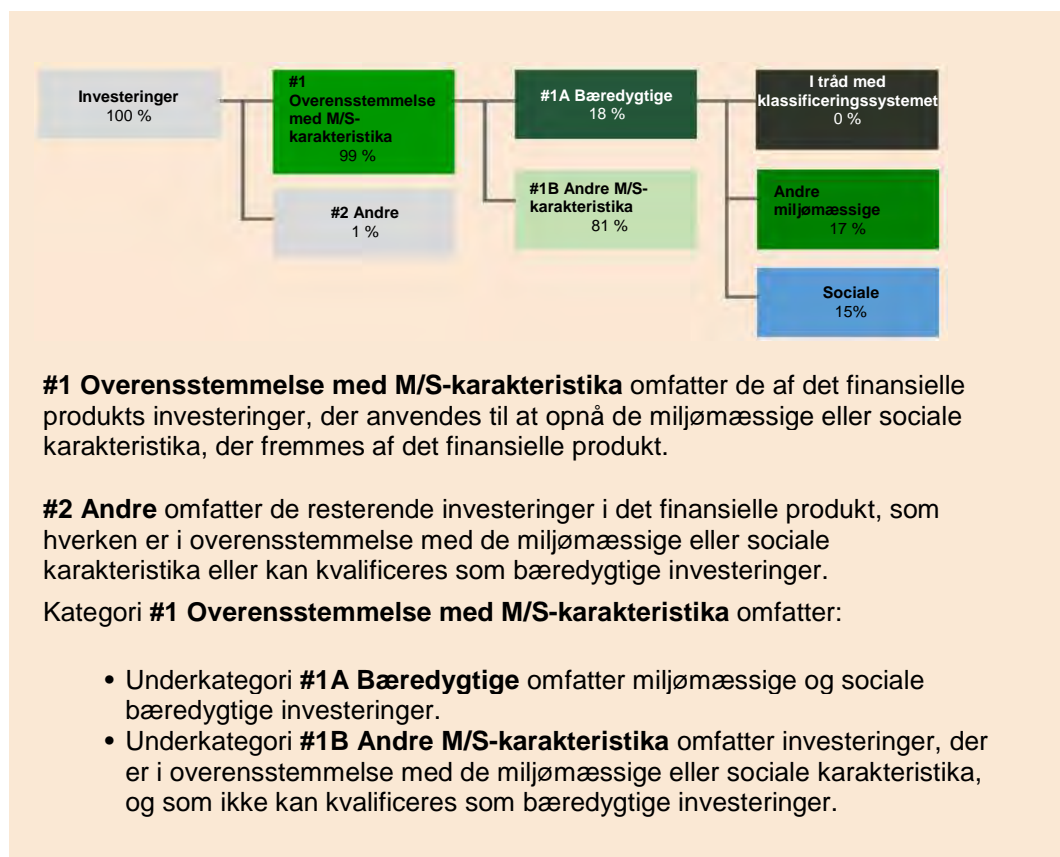 Investeringer
100 %
#1
Overensstemmelse
med M/S-
karakteristika
99 %
#2 Andre
1 %
#1A Bæredygtige
18 %
#1B Andre M/S-
karakteristika
81 %
I tråd med
klassificeringssystemet
0 %
Andre
miljømæssige
17 %
Sociale
15%
#1 Overensstemmelse med M/S-karakteristika omfatter de af det finansielle
produkts investeringer, der anvendes til at opnå de miljømæssige eller sociale
karakteristika, der fremmes af det finansielle produkt.
#2 Andre omfatter de resterende investeringer i det finansielle produkt, som
hverken er i overensstemmelse med de miljømæssige eller sociale
karakteristika eller kan kvalificeres som bæredygtige investeringer.
Kategori #1 Overensstemmelse med M/S-karakteristika omfatter:
• Underkategori #1A Bæredygtige omfatter miljømæssige og sociale
bæredygtige investeringer.
• Underkategori #1B Andre M/S-karakteristika omfatter investeringer, der
er i overensstemmelse med de miljømæssige eller sociale karakteristika,
og som ikke kan kvalificeres som bæredygtige investeringer.